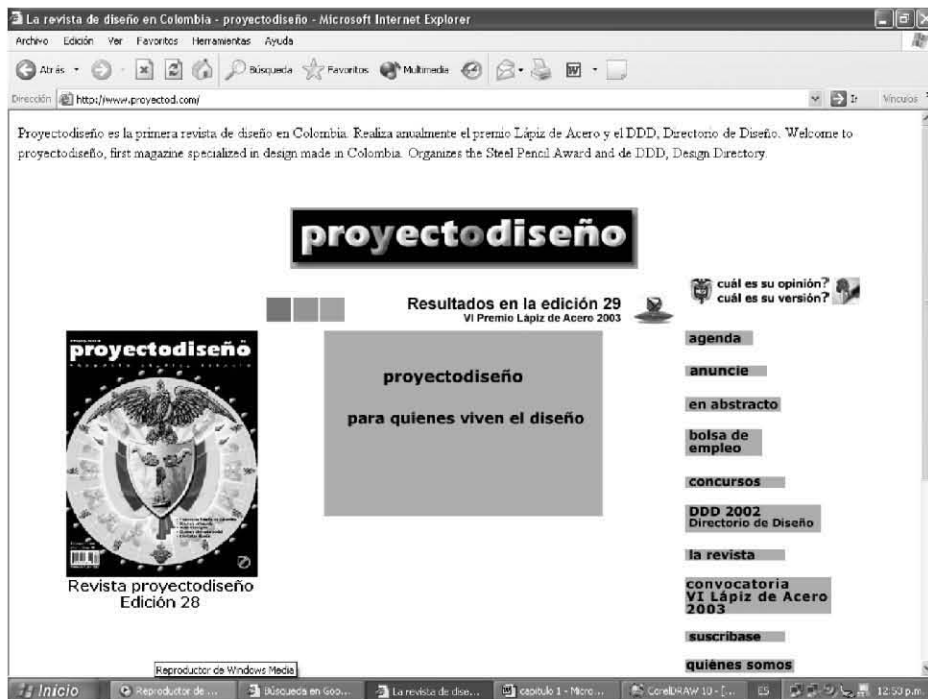 La revista de diseño en Colombia - proyectodiseño - Microsoft Internet Explorer
Archivo Edición Ver Favoritos Herramientas Ayuda
Atrás Búsqueda Favoritos Multimedia
Dirección http://www.proyectod.com/ Ir Vínculos
Proyectodiseño es la primera revista de diseño en Colombia. Realiza anualmente el premio Lápiz de Acero y el DDD, Directorio de Diseño. Welcome to
proyectodiseño, first magazine specialized in design made in Colombia. Organizes the Steel Pencil Award and de DDD, Design Directory.
proyectodiseño
cuál es su opinión?
cuál es su versión?
Resultados en la edición 29
VI Premio Lápiz de Acero 2003
proyectodiseño
Revista proyectodiseño
Edición 28
proyectodiseño
para quienes viven el diseño
agenda
anuncie
en abstracto
bolsa de
empleo
concursos
DDD 2002
Directorio de Diseño
la revista
convocatoria
VI Lápiz de Acero
2003
suscríbase
quiénes somos
Reproductor de Windows Media
Inicio Reproductor de ... Búsqueda en Goo... La revista de dise... capitulo 1 - Micro... CorelDRAW 10 - [... ES 12:50 p.m.